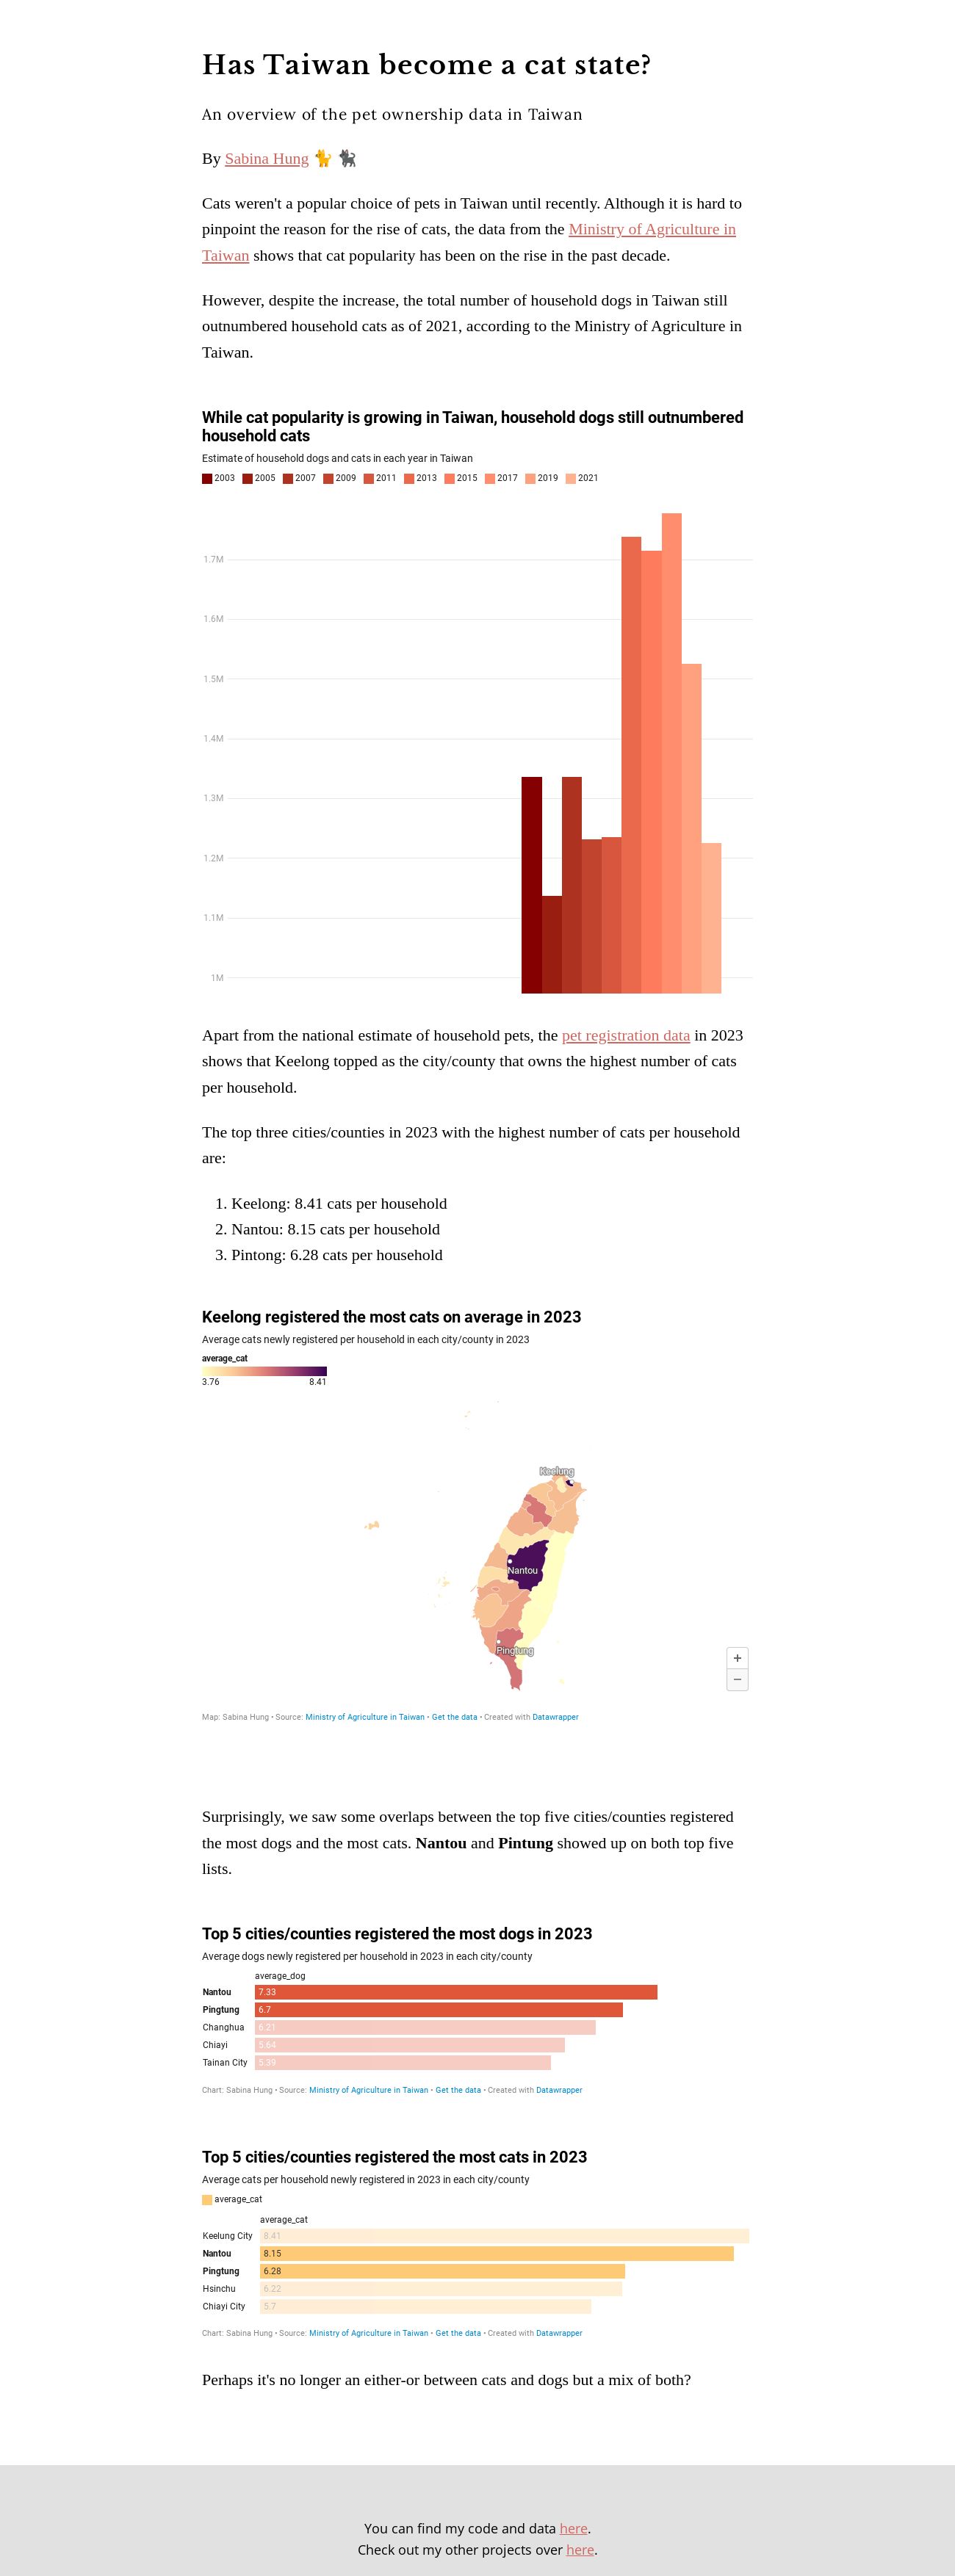 Has Taiwan become a cat state?
An overview of the pet ownership data in Taiwan
By Sabina Hung 🐈 🐈‍⬛
Cats weren't a popular choice of pets in Taiwan until recently. Although it is hard to
pinpoint the reason for the rise of cats, the data from the Ministry of Agriculture in
Taiwan shows that cat popularity has been on the rise in the past decade.
However, despite the increase, the total number of household dogs in Taiwan still
outnumbered household cats as of 2021, according to the Ministry of Agriculture in
Taiwan.
While cat popularity is growing in Taiwan, household dogs still outnumbered
household cats
Estimate of household dogs and cats in each year in Taiwan
2003 2005 2007 2009 2011 2013 2015 2017 2019 2021
1.7M
1.6M
1.5M
1.4M
1.3M
1.2M
1.1M
1M
Apart from the national estimate of household pets, the pet registration data in 2023
shows that Keelong topped as the city/county that owns the highest number of cats
per household.
The top three cities/counties in 2023 with the highest number of cats per household
are:
1. Keelong: 8.41 cats per household
2. Nantou: 8.15 cats per household
3. Pintong: 6.28 cats per household
Keelong registered the most cats on average in 2023
Average cats newly registered per household in each city/county in 2023
average_cat
3.76 8.41
Keelung
Nantou
Pingtung
+
−
Map: Sabina Hung • Source: Ministry of Agriculture in Taiwan • Get the data • Created with Datawrapper
Surprisingly, we saw some overlaps between the top five cities/counties registered
the most dogs and the most cats. Nantou and Pintung showed up on both top five
lists.
Top 5 cities/counties registered the most dogs in 2023
Average dogs newly registered per household in 2023 in each city/county
average_dog
Nantou 7.33
Pingtung 6.7
Changhua 6.21
Chiayi 5.64
Tainan City 5.39
Chart: Sabina Hung • Source: Ministry of Agriculture in Taiwan • Get the data • Created with Datawrapper
Top 5 cities/counties registered the most cats in 2023
Average cats per household newly registered in 2023 in each city/county
average_cat
average_cat
Keelung City 8.41
Nantou 8.15
Pingtung 6.28
Hsinchu 6.22
Chiayi City 5.7
Chart: Sabina Hung • Source: Ministry of Agriculture in Taiwan • Get the data • Created with Datawrapper
Perhaps it's no longer an either-or between cats and dogs but a mix of both?
You can find my code and data here.
Check out my other projects over here.